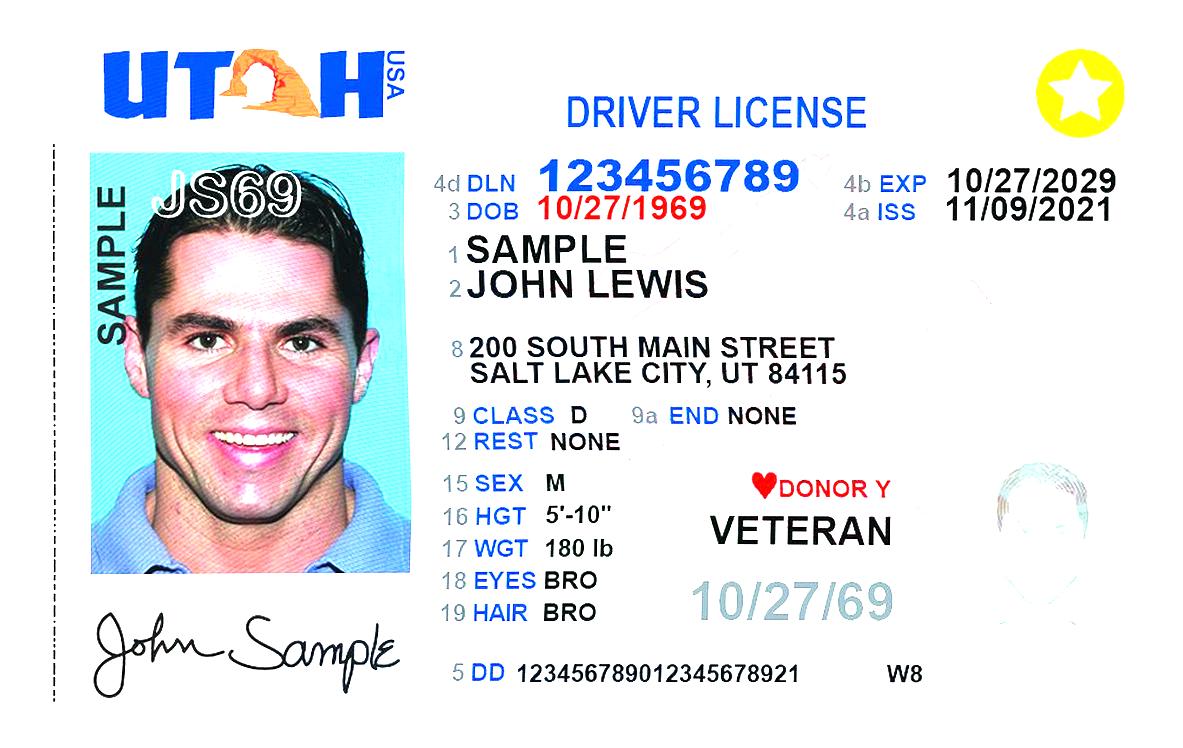 UTAH USA
DRIVER LICENSE
SAMPLE
JS69
4d DLN 123456789
3 DOB 10/27/1969
4b EXP 10/27/2029
4a ISS 11/09/2021
1 SAMPLE
2 JOHN LEWIS
8 200 SOUTH MAIN STREET
SALT LAKE CITY, UT 84115
9 CLASS D 9a END NONE
12 REST NONE
15 SEX M
16 HGT 5'-10"
17 WGT 180 lb
18 EYES BRO
19 HAIR BRO
♥DONOR Y
VETERAN
10/27/69
John Sample
5 DD 123456789012345678921 W8